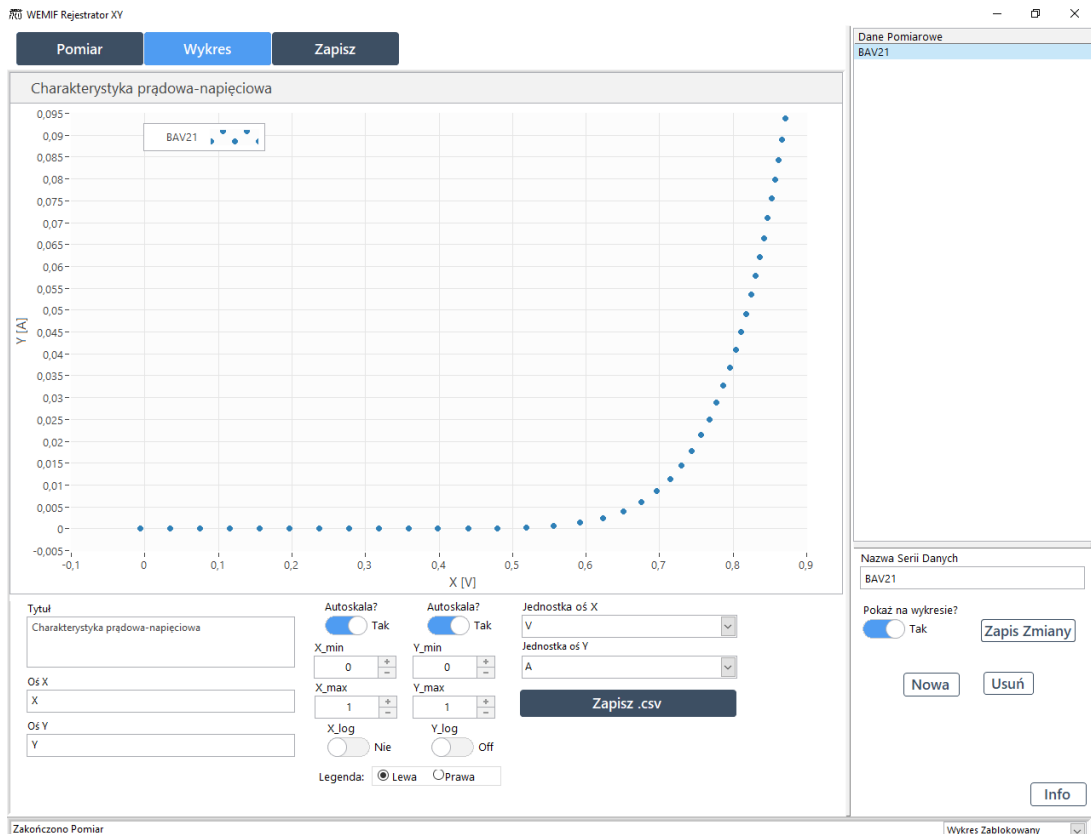 WEMIF Rejestrator XY
Pomiar
Wykres
Zapisz
Charakterystyka prądowa-napięciowa
BAV21
0,095
0,09
0,085
0,08
0,075
0,07
0,065
0,06
0,055
0,05
0,045
0,04
0,035
0,03
0,025
0,02
0,015
0,01
0,005
0
-0,005
Y [A]
-0,1 0 0,1 0,2 0,3 0,4 0,5 0,6 0,7 0,8 0,9
X [V]
Tytuł
Charakterystyka prądowa-napięciowa
Oś X
X
Oś Y
Y
Autoskala?
Tak
X_min
0
X_max
1
X_log
Nie
Autoskala?
Tak
Y_min
0
Y_max
1
Y_log
Off
Legenda: Lewa Prawa
Jednostka oś X
V
Jednostka oś Y
A
Zapisz .csv
Dane Pomiarowe
BAV21
Nazwa Serii Danych
BAV21
Pokaż na wykresie?
Tak
Zapis Zmiany
Nowa
Usuń
Info
Zakończono Pomiar
Wykres Zablokowany